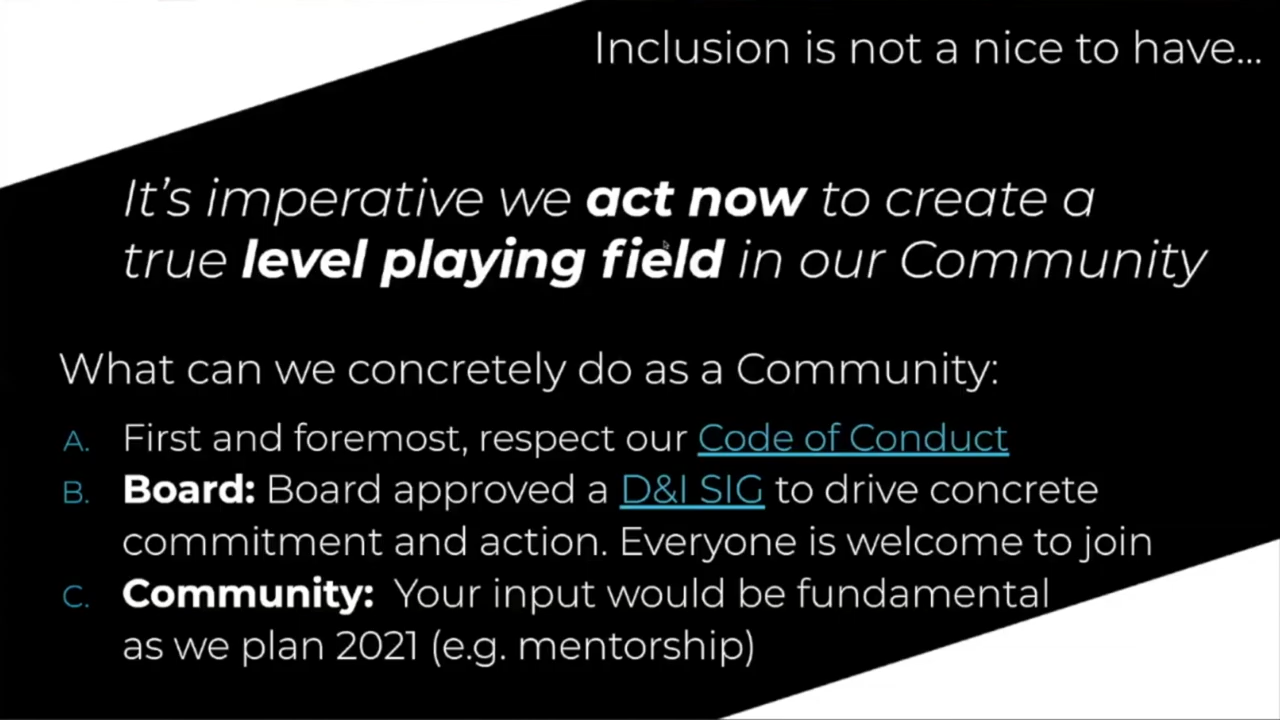 Inclusion is not a nice to have...
It's imperative we act now to create a
true level playing field in our Community
What can we concretely do as a Community:
A. First and foremost, respect our Code of Conduct
B. Board: Board approved a D&I SIG to drive concrete
commitment and action. Everyone is welcome to join
C. Community: Your input would be fundamental
as we plan 2021 (e.g. mentorship)